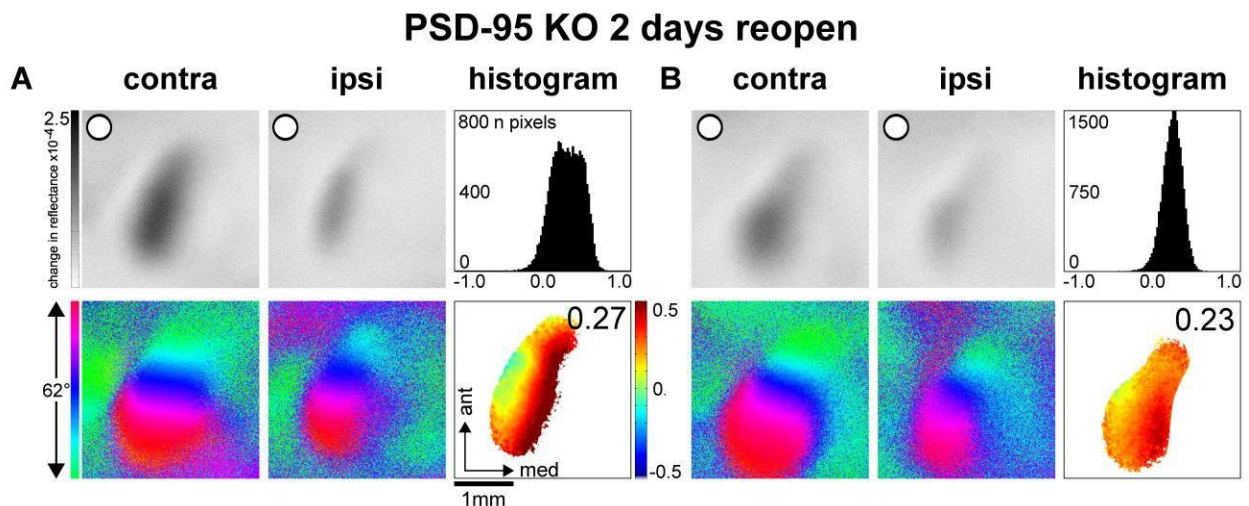 PSD-95 KO 2 days reopen
A
contra
ipsi
histogram
2.5
change in reflectance x10-4
800 n pixels
400
0
-1.0
0.0
1.0
62°
0.27
ant
med
1mm
0.5
0.
-0.5
B
contra
ipsi
histogram
1500
750
0
-1.0
0.0
1.0
0.23